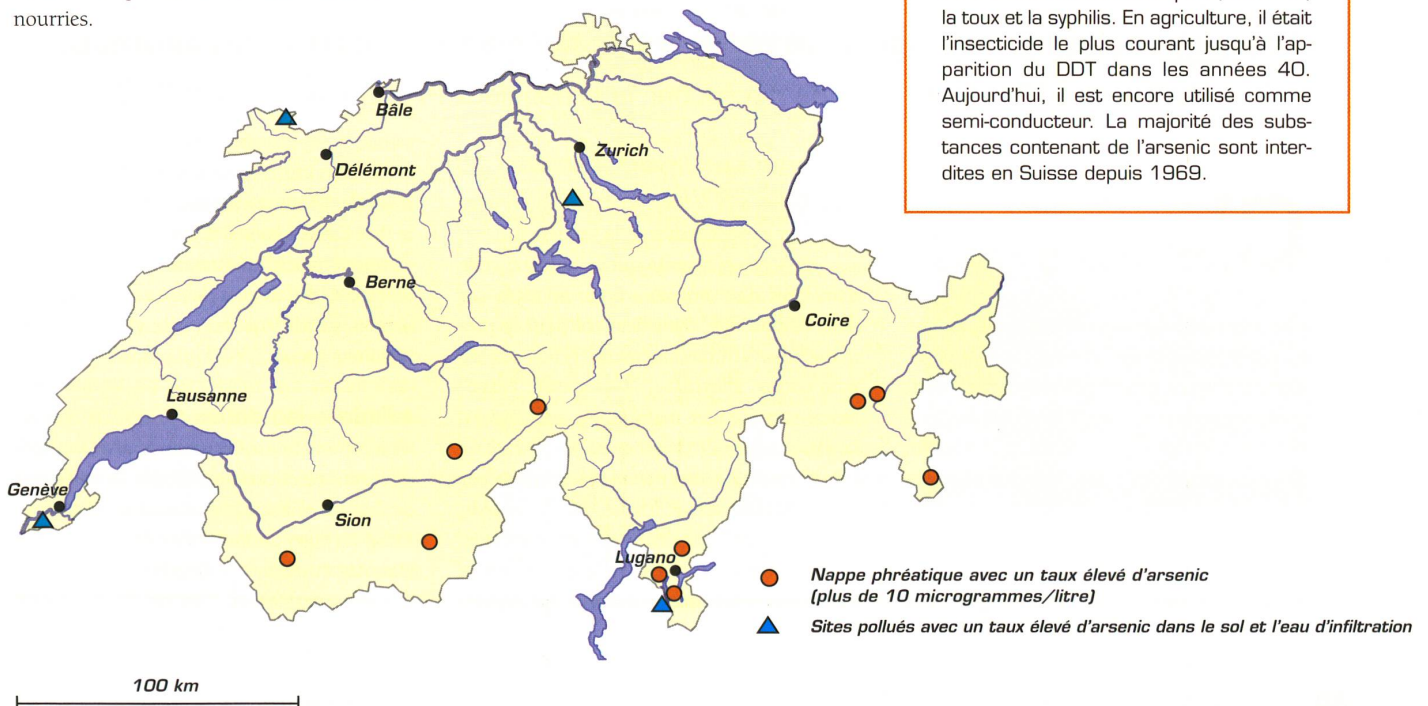 nourries.
la toux et la syphilis. En agriculture, il était
l'insecticide le plus courant jusqu'à l'ap-
parition du DDT dans les années 40.
Aujourd'hui, il est encore utilisé comme
semi-conducteur. La majorité des subs-
tances contenant de l'arsenic sont inter-
dites en Suisse depuis 1969.
Bâle
Délémont
Zurich
Berne
Coire
Lausanne
Genève
Sion
Lugano
Nappe phréatique avec un taux élevé d'arsenic
(plus de 10 microgrammes/litre)
Sites pollués avec un taux élevé d'arsenic dans le sol et l'eau d'infiltration
100 km